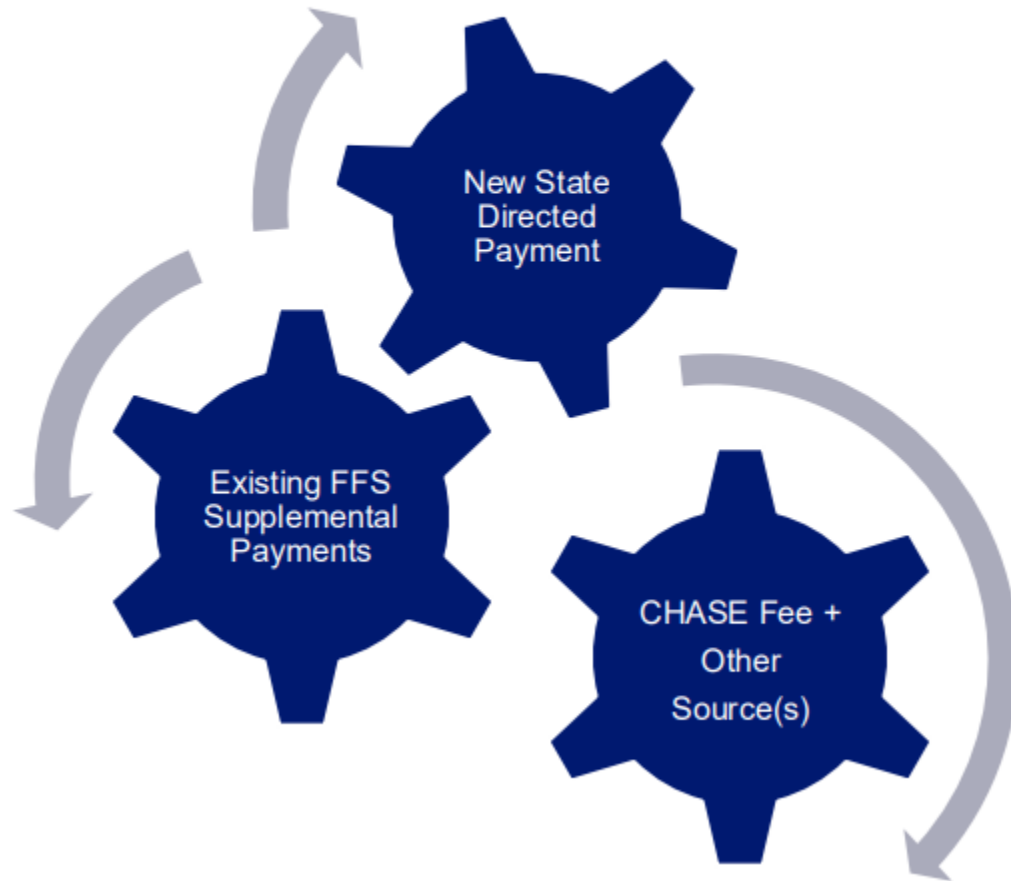 New State
Directed
Payment
Existing FFS
Supplemental
Payments
CHASE Fee +
Other
Source(s)